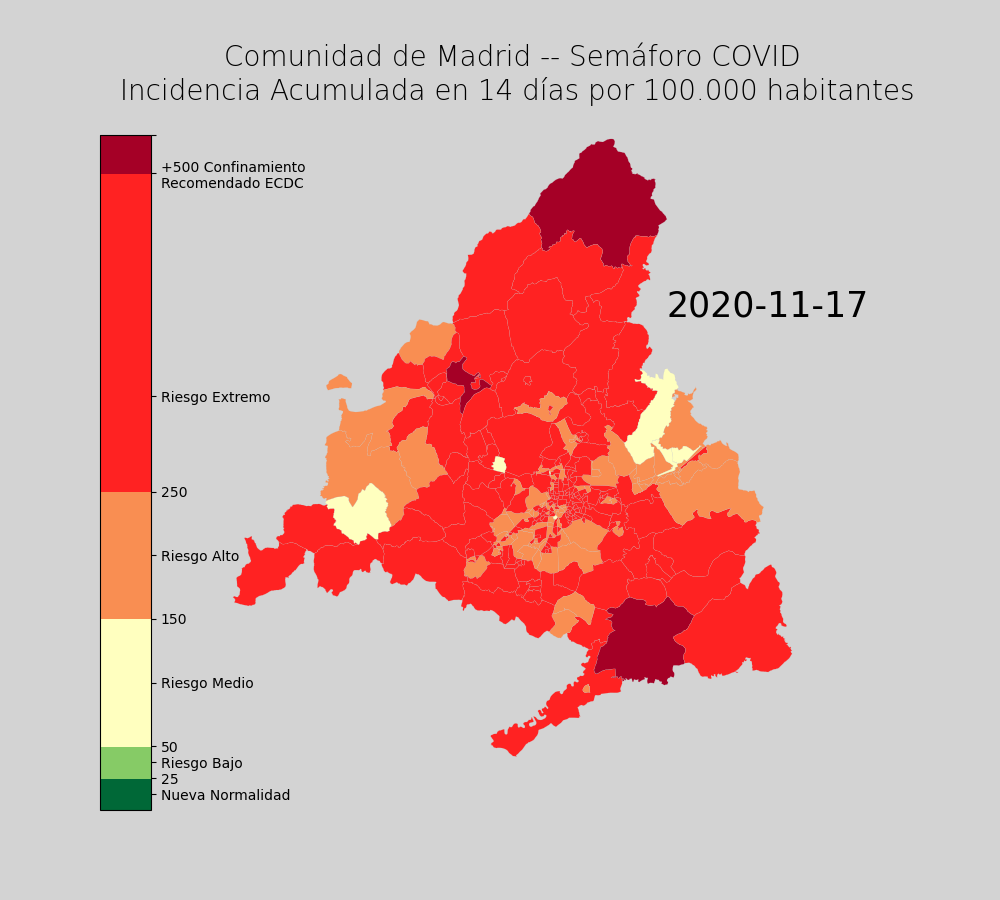 Comunidad de Madrid -- Semáforo COVID
Incidencia Acumulada en 14 días por 100.000 habitantes
+500 Confinamiento
Recomendado ECDC
2020-11-17
Riesgo Extremo
250
Riesgo Alto
150
Riesgo Medio
50
Riesgo Bajo
25
Nueva Normalidad